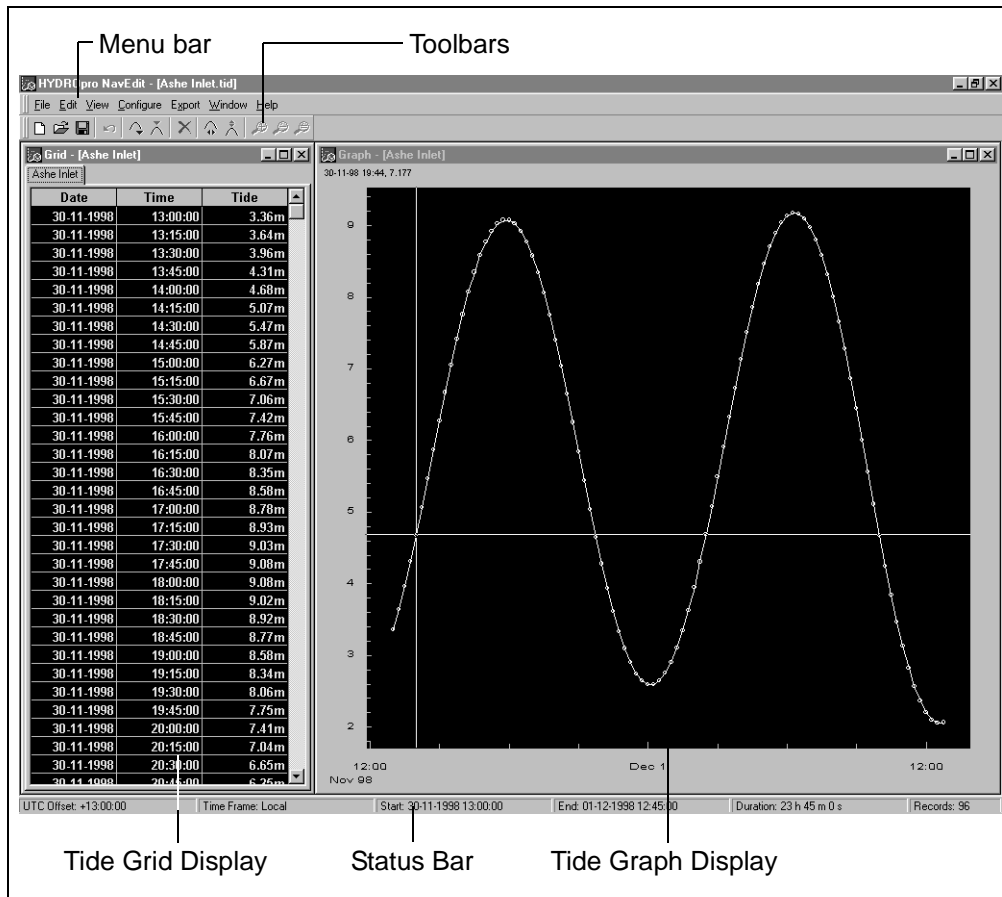 Menu bar
Toolbars
HYDROpro NavEdit - [Ashe Inlet.tid]
File Edit View Configure Export Window Help
Grid - [Ashe Inlet]
Ashe Inlet
Date Time Tide
30-11-1998 13:00:00 3.36m
30-11-1998 13:15:00 3.64m
30-11-1998 13:30:00 3.96m
30-11-1998 13:45:00 4.31m
30-11-1998 14:00:00 4.68m
30-11-1998 14:15:00 5.07m
30-11-1998 14:30:00 5.47m
30-11-1998 14:45:00 5.87m
30-11-1998 15:00:00 6.27m
30-11-1998 15:15:00 6.67m
30-11-1998 15:30:00 7.06m
30-11-1998 15:45:00 7.42m
30-11-1998 16:00:00 7.76m
30-11-1998 16:15:00 8.07m
30-11-1998 16:30:00 8.35m
30-11-1998 16:45:00 8.58m
30-11-1998 17:00:00 8.78m
30-11-1998 17:15:00 8.93m
30-11-1998 17:30:00 9.03m
30-11-1998 17:45:00 9.08m
30-11-1998 18:00:00 9.08m
30-11-1998 18:15:00 9.02m
30-11-1998 18:30:00 8.92m
30-11-1998 18:45:00 8.77m
30-11-1998 19:00:00 8.58m
30-11-1998 19:15:00 8.34m
30-11-1998 19:30:00 8.06m
30-11-1998 19:45:00 7.75m
30-11-1998 20:00:00 7.41m
30-11-1998 20:15:00 7.04m
30-11-1998 20:30:00 6.65m
30-11-1998 20:45:00 6.25m
Graph - [Ashe Inlet]
30-11-98 19:44, 7.177
9
8
7
6
5
4
3
2
12:00 Dec 1 12:00
Nov 98
UTC Offset: +13:00:00 Time Frame: Local Start: 30-11-1998 13:00:00 End: 01-12-1998 12:45:00 Duration: 23 h 45 m 0 s Records: 96
Tide Grid Display
Status Bar
Tide Graph Display